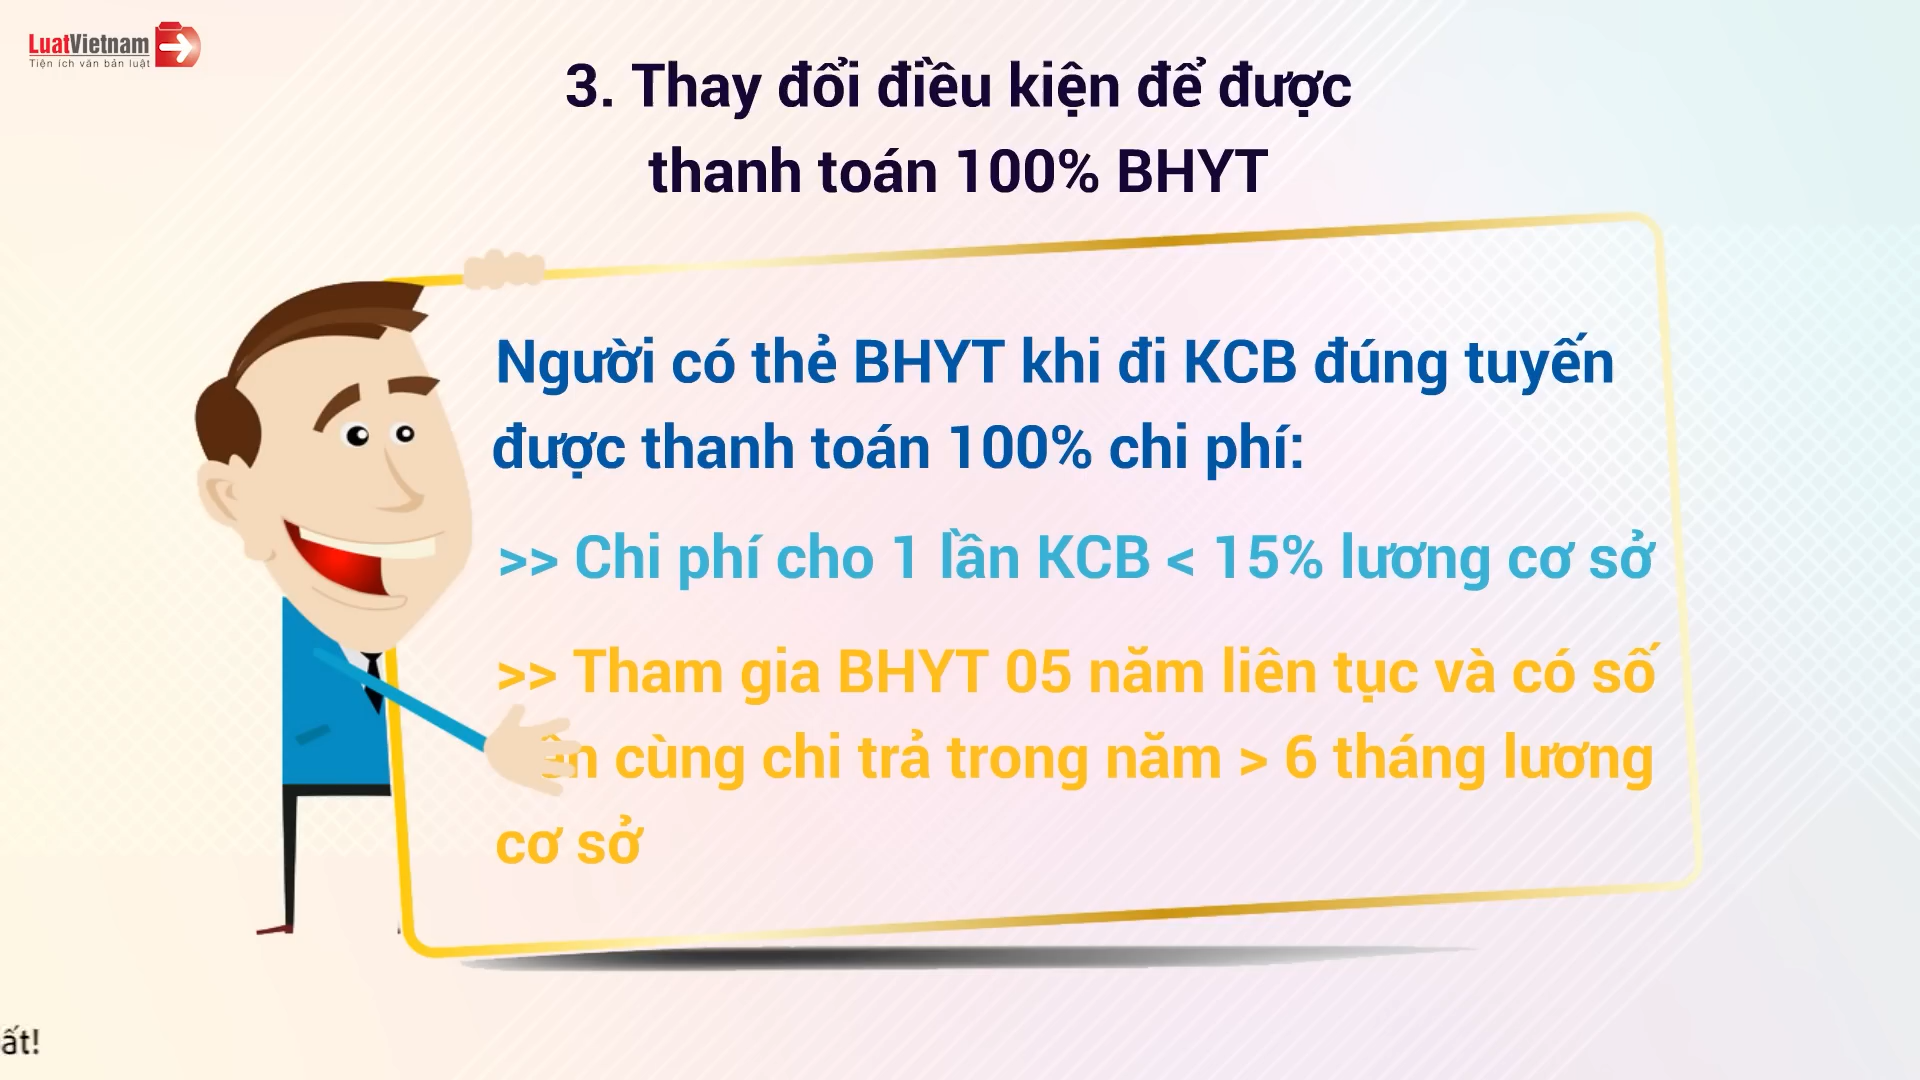 LuatVietnam
Tiện ích văn bản luật
3. Thay đổi điều kiện để được
thanh toán 100% BHYT
Người có thẻ BHYT khi đi KCB đúng tuyến
được thanh toán 100% chi phí:
>> Chi phí cho 1 lần KCB < 15% lương cơ sở
>> Tham gia BHYT 05 năm liên tục và có số
cùng chi trả trong năm > 6 tháng lương
cơ sở
ất!